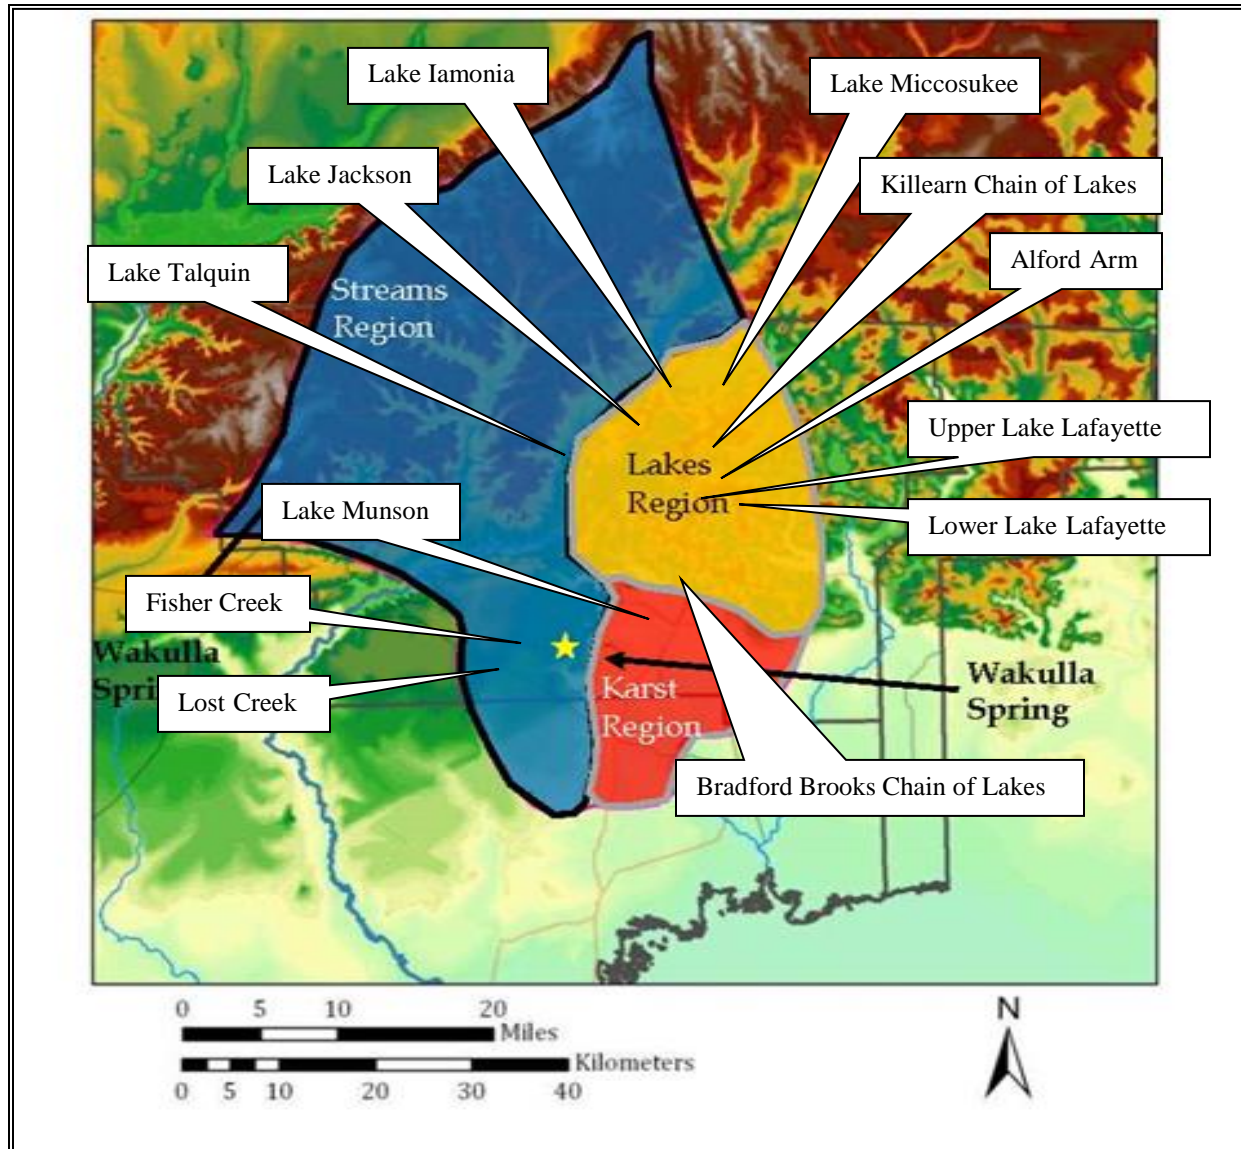 Lake Iamonia
Lake Miccosukee
Lake Jackson
Killearn Chain of Lakes
Lake Talquin
Alford Arm
Streams
Region
Upper Lake Lafayette
Lakes
Region
Lake Munson
Lower Lake Lafayette
Fisher Creek
Wakulla
Spri
Lost Creek
Karst
Region
Wakulla
Spring
Bradford Brooks Chain of Lakes
0 5 10 20
Miles
Kilometers
0 5 10 20 30 40
N